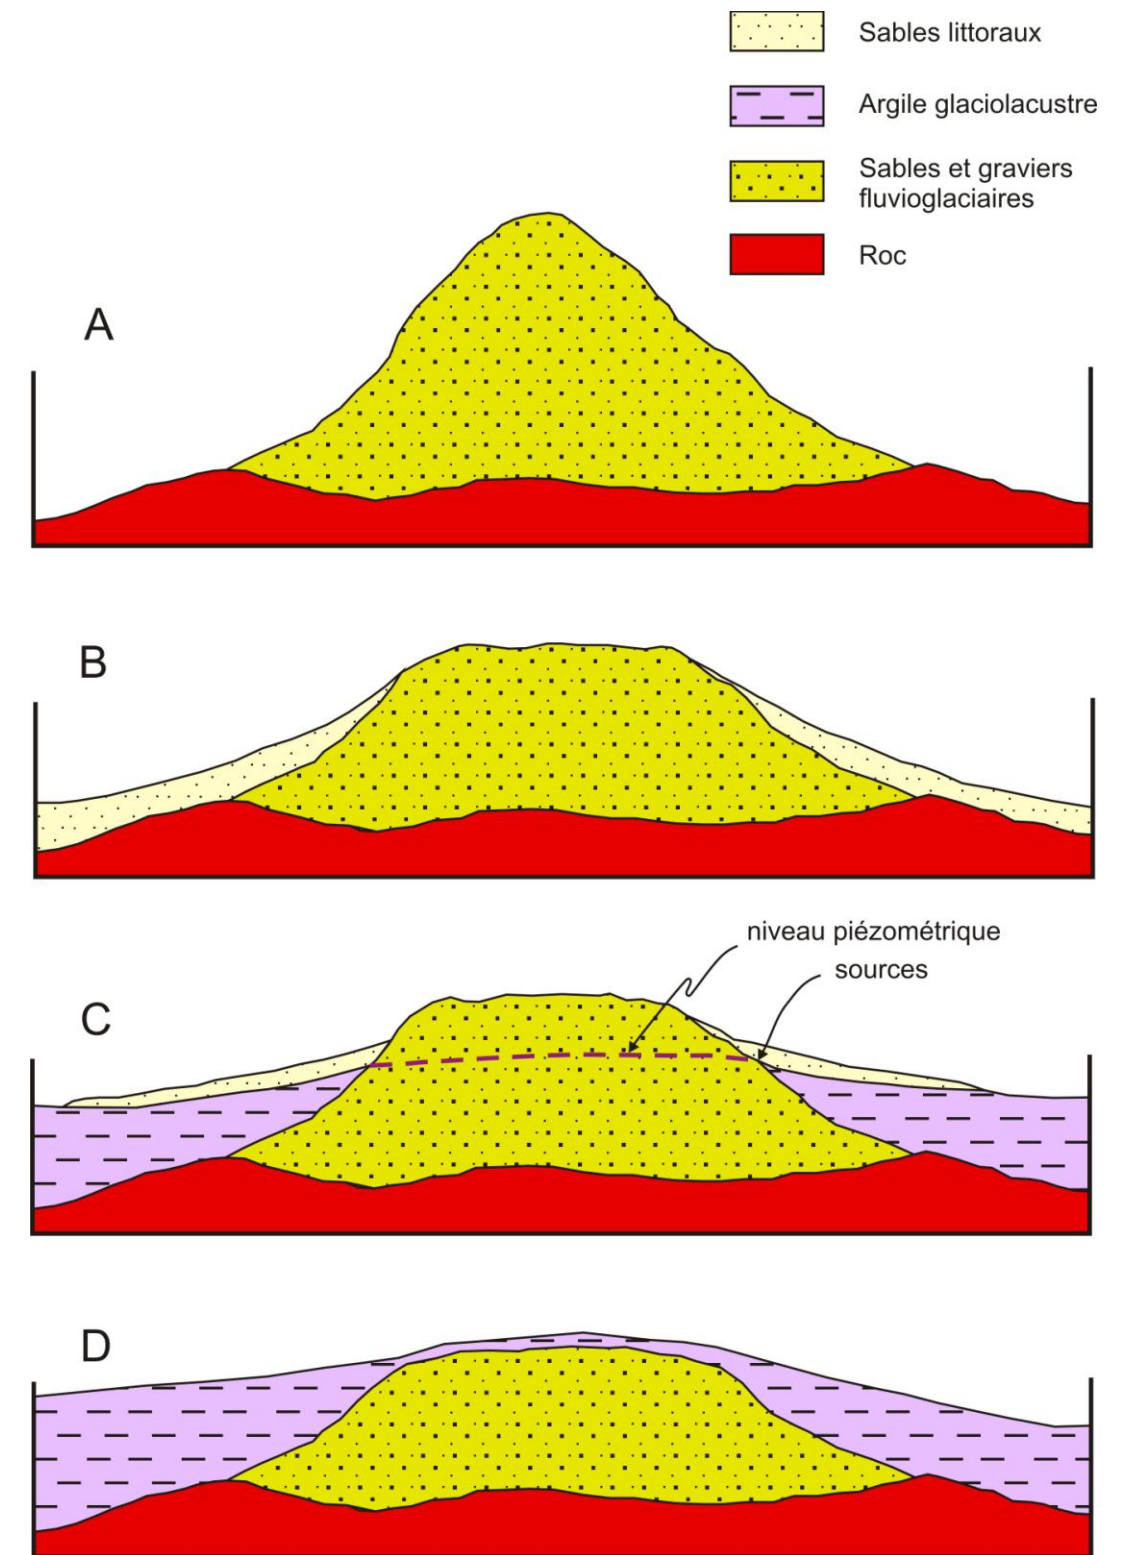 Sables littoraux
Argile glaciolacustre
Sables et graviers
fluvioglaciaires
Roc
A
B
niveau piézométrique
sources
C
D